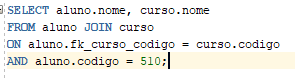 SELECT aluno.nome, curso.nome
FROM aluno JOIN curso
ON aluno.fk_curso_codigo = curso.codigo
AND aluno.codigo = 510;